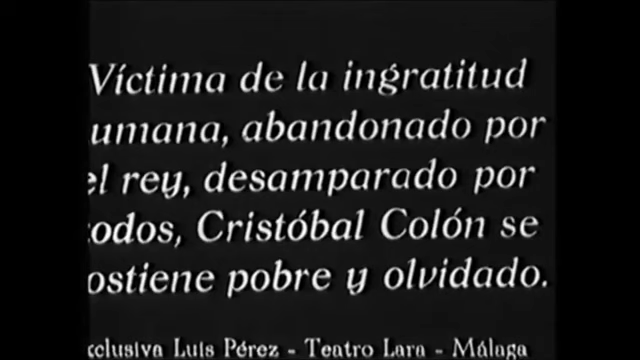 Víctima de la ingratitud
umana, abandonado por
el rey, desamparado por
todos, Cristóbal Colón se
ostiene pobre y olvidado.
xclusiva Luis Pérez - Teatro Lara - Málaga